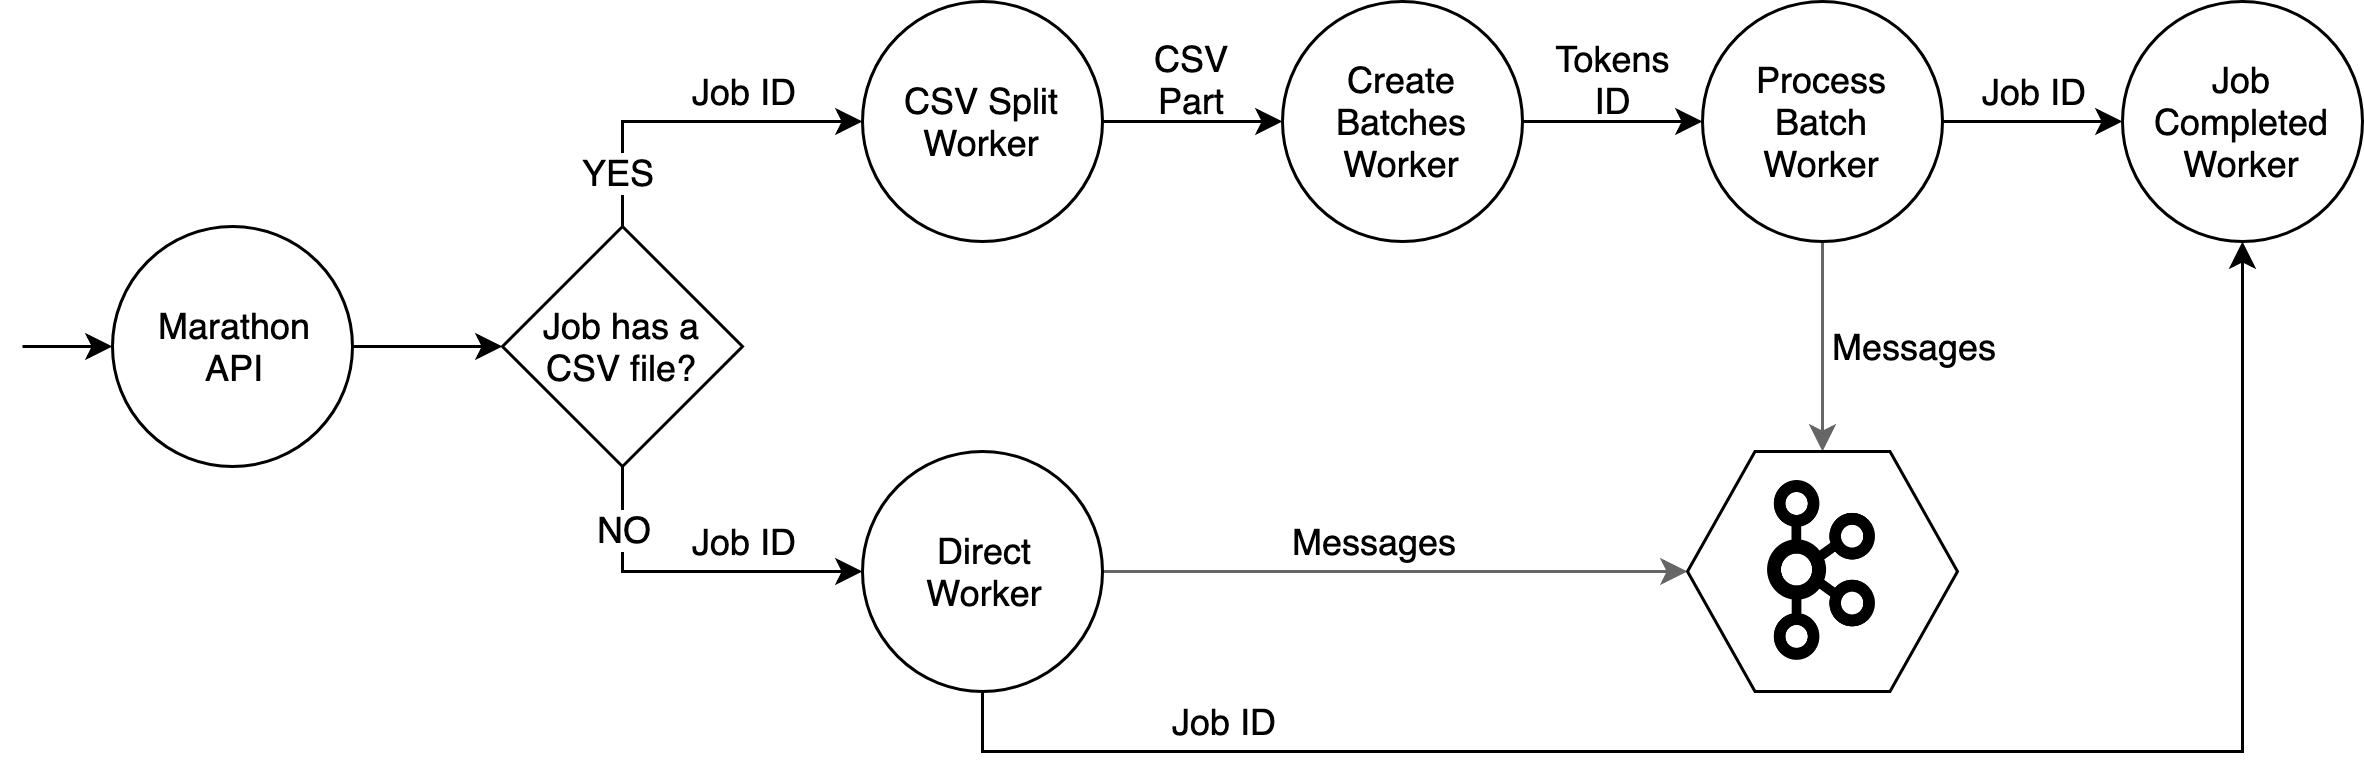 Marathon
API
Job has a
CSV file?
YES
Job ID
CSV Split
Worker
CSV
Part
Create
Batches
Worker
Tokens
ID
Process
Batch
Worker
Job ID
Job
Completed
Worker
Messages
NO
Job ID
Direct
Worker
Messages
Job ID